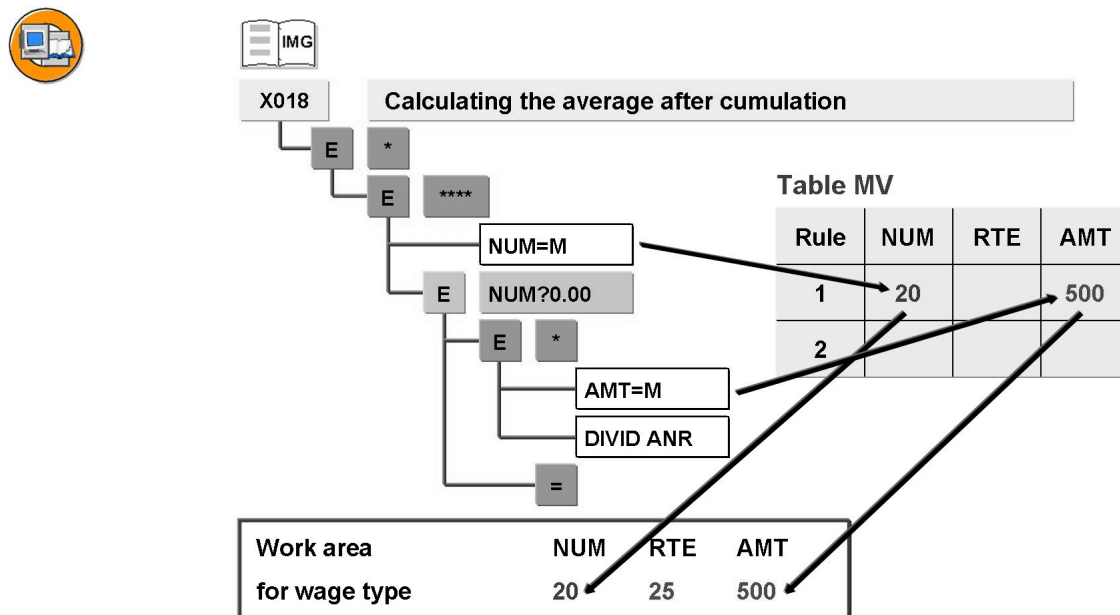 IMG
X018 Calculating the average after cumulation
E *
E ****
Table MV
Rule NUM RTE AMT
NUM=M
1 20 500
E NUM?0.00
E *
2
AMT=M
DIVID ANR
=
Work area NUM RTE AMT
for wage type 20 25 500